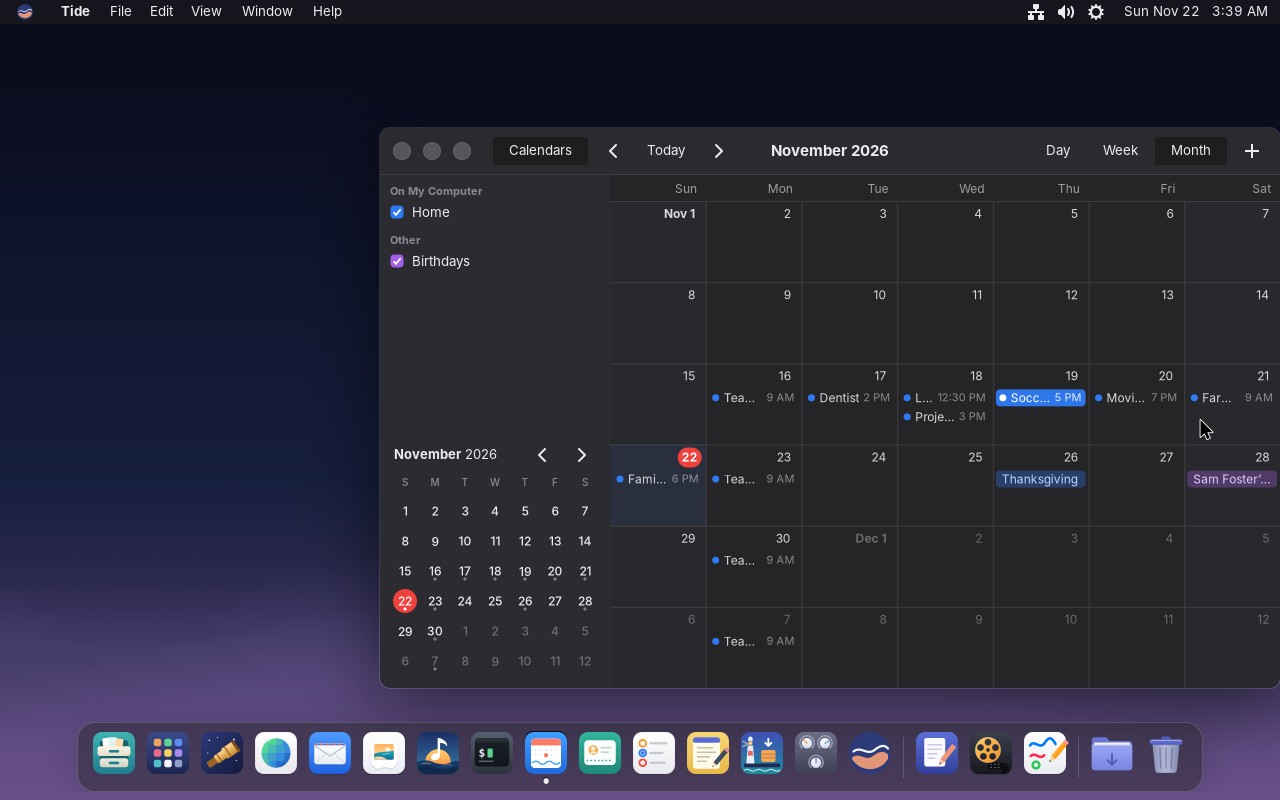 Tide File Edit View Window Help Sun Nov 22 3:39 AM
Calendars Today November 2026 Day Week Month
On My Computer
Home
Other
Birthdays
November 2026
S M T W T F S
1 2 3 4 5 6 7
8 9 10 11 12 13 14
15 16 17 18 19 20 21
22 23 24 25 26 27 28
29 30 1 2 3 4 5
6 7 8 9 10 11 12
Sun Mon Tue Wed Thu Fri Sat
Nov 1 2 3 4 5 6 7
8 9 10 11 12 13 14
15 16 17 18 19 20 21
Tea... 9 AM Dentist 2 PM L... 12:30 PM Socc... 5 PM Movi... 7 PM Far... 9 AM
Proje... 3 PM
22 23 24 25 26 27 28
Fami... 6 PM Tea... 9 AM Thanksgiving Sam Foster'...
29 30 Dec 1 2 3 4 5
Tea... 9 AM
6 7 8 9 10 11 12
Tea... 9 AM
$